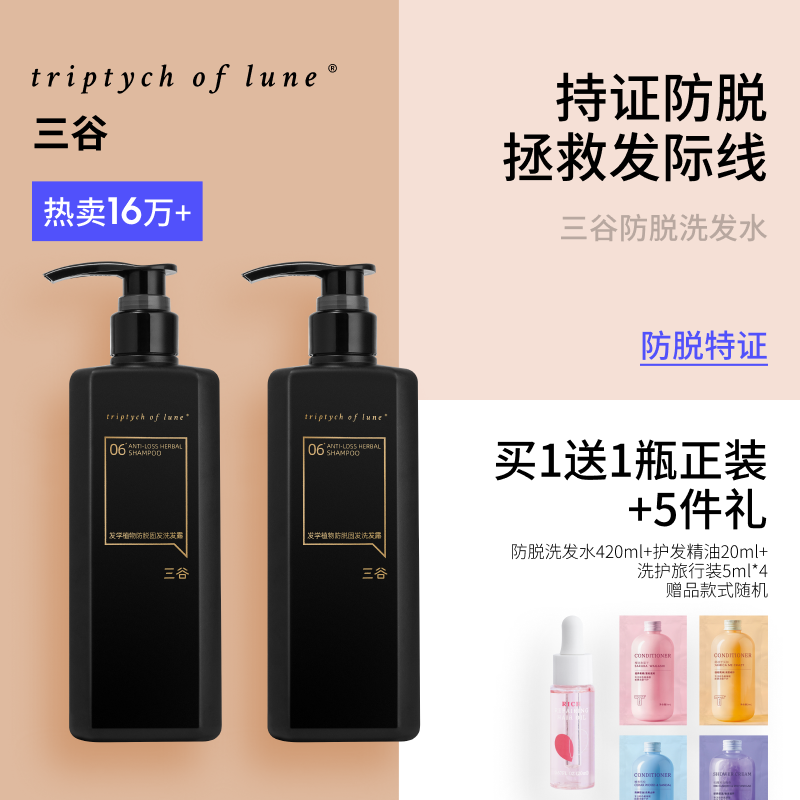 triptych of lune®
三谷
热卖16万+
持证防脱
拯救发际线
三谷防脱洗发水
防脱特证
triptych of lune®
06 ANTI-LOSS HERBAL
SHAMPOO
发学植物防脱固发洗发露
三谷
triptych of lune®
06 ANTI-LOSS HERBAL
SHAMPOO
发学植物防脱固发洗发露
三谷
买1送1瓶正装
+5件礼
防脱洗发水420ml+护发精油20ml+
洗护旅行装5ml*4
赠品款式随机
RICH
CONDITIONER
CONDITIONER
CONDITIONER